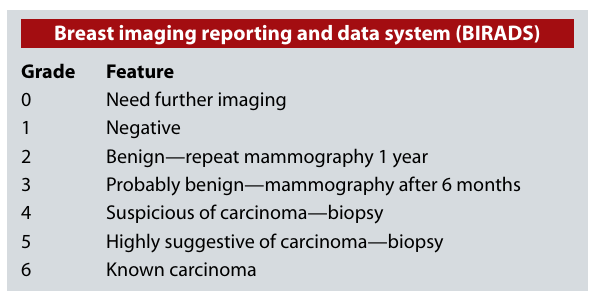 Breast imaging reporting and data system (BIRADS)
Grade Feature
0 Need further imaging
1 Negative
2 Benign—repeat mammography 1 year
3 Probably benign—mammography after 6 months
4 Suspicious of carcinoma—biopsy
5 Highly suggestive of carcinoma—biopsy
6 Known carcinoma